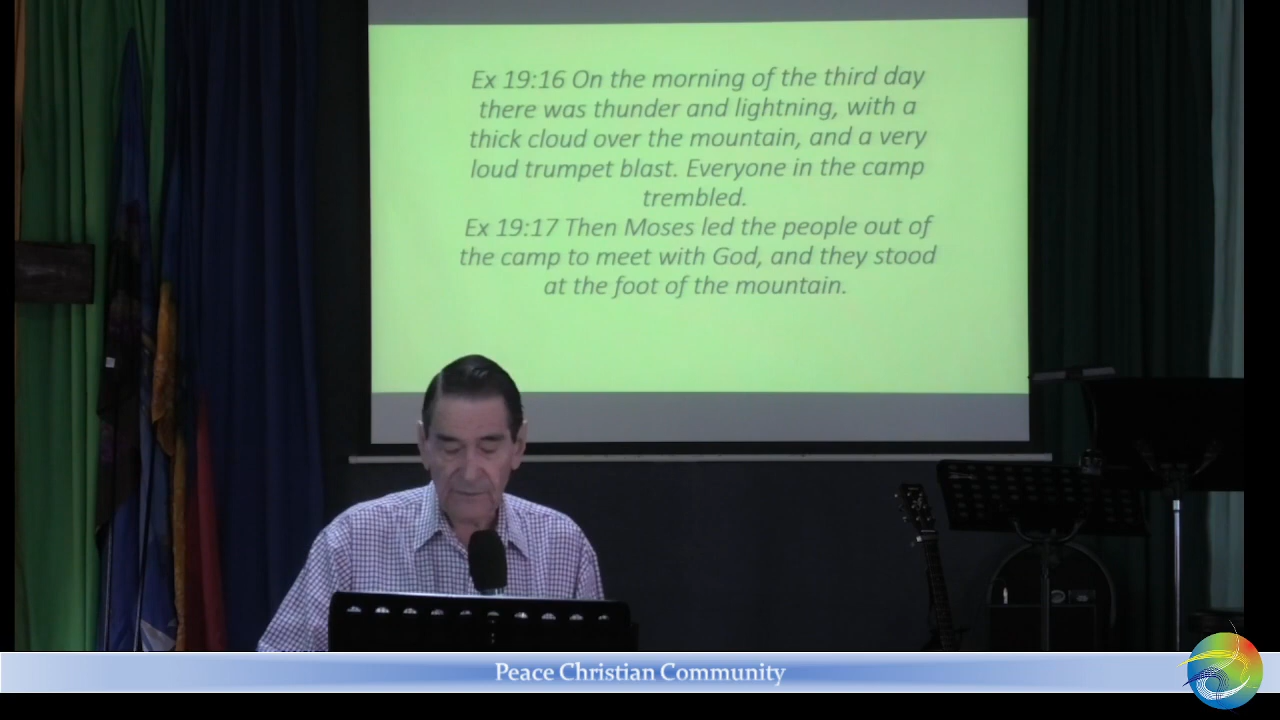 Ex 19:16 On the morning of the third day
there was thunder and lightning, with a
thick cloud over the mountain, and a very
loud trumpet blast. Everyone in the camp
trembled.
Ex 19:17 Then Moses led the people out of
the camp to meet with God, and they stood
at the foot of the mountain.
Peace Christian Community